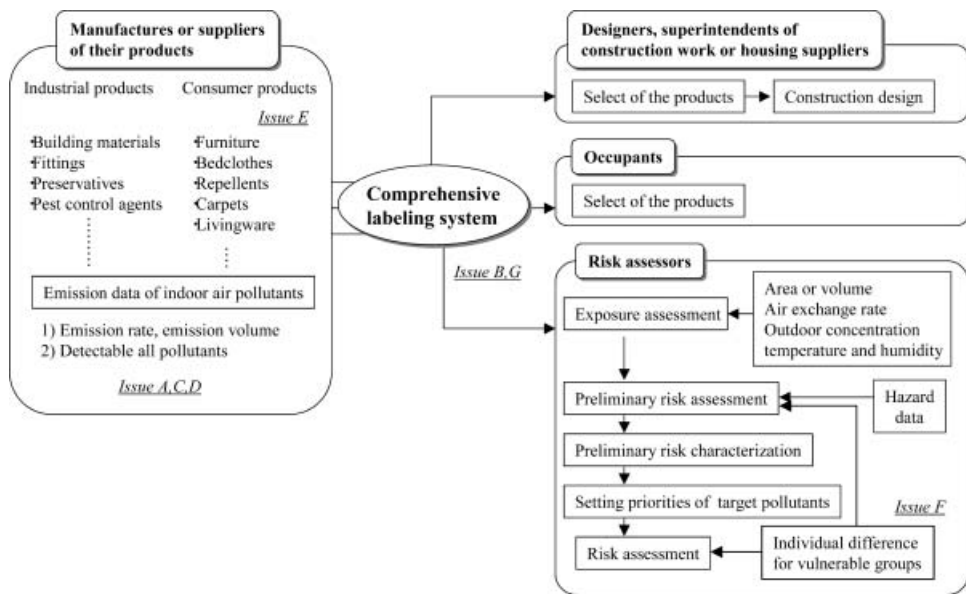 Manufactures or suppliers
of their products
Industrial products
Consumer products
Issue E
•Building materials
•Fittings
•Preservatives
•Pest control agents
•Furniture
•Bedclothes
•Repellents
•Carpets
•Livingware
Emission data of indoor air pollutants
1) Emission rate, emission volume
2) Detectable all pollutants
Issue A,C,D
Comprehensive
labeling system
Issue B,G
Designers, superintendents of
construction work or housing suppliers
Select of the products
Construction design
Occupants
Select of the products
Risk assessors
Exposure assessment
Area or volume
Air exchange rate
Outdoor concentration
temperature and humidity
Preliminary risk assessment
Hazard
data
Preliminary risk characterization
Setting priorities of target pollutants
Issue F
Risk assessment
Individual difference
for vulnerable groups